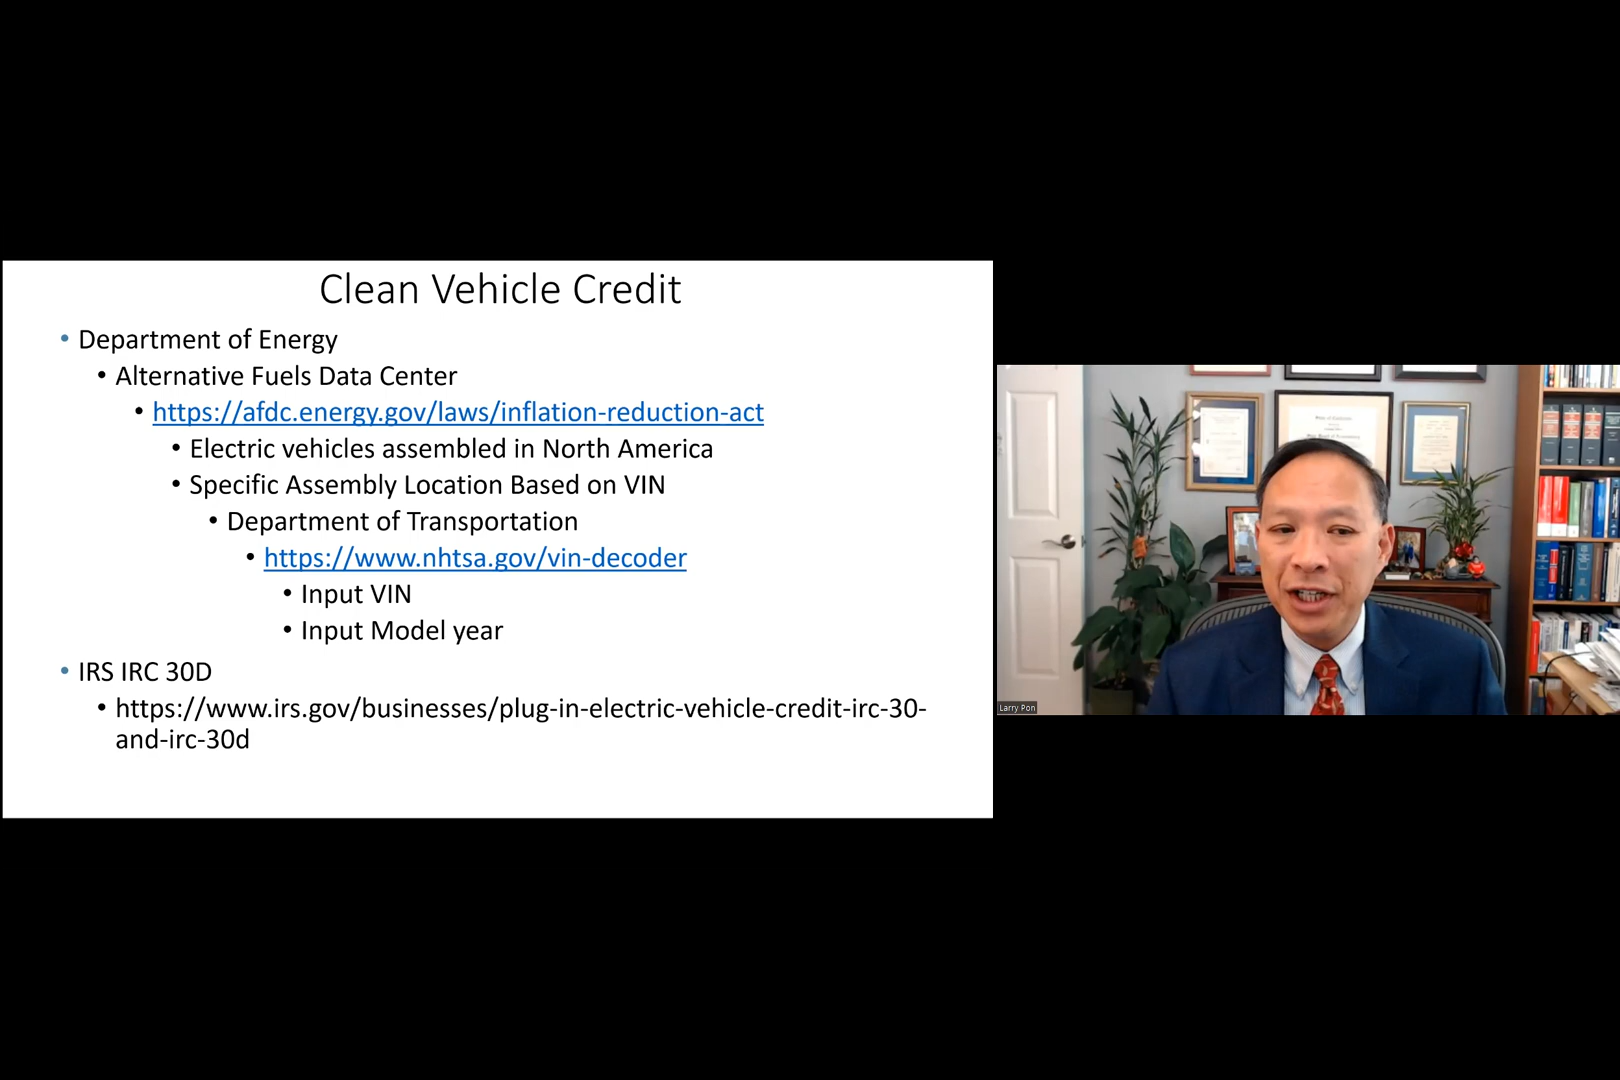 Clean Vehicle Credit
• Department of Energy
• Alternative Fuels Data Center
• https://afdc.energy.gov/laws/inflation-reduction-act
• Electric vehicles assembled in North America
• Specific Assembly Location Based on VIN
• Department of Transportation
• https://www.nhtsa.gov/vin-decoder
• Input VIN
• Input Model year
• IRS IRC 30D
• https://www.irs.gov/businesses/plug-in-electric-vehicle-credit-irc-30-
and-irc-30d
Larry Pon